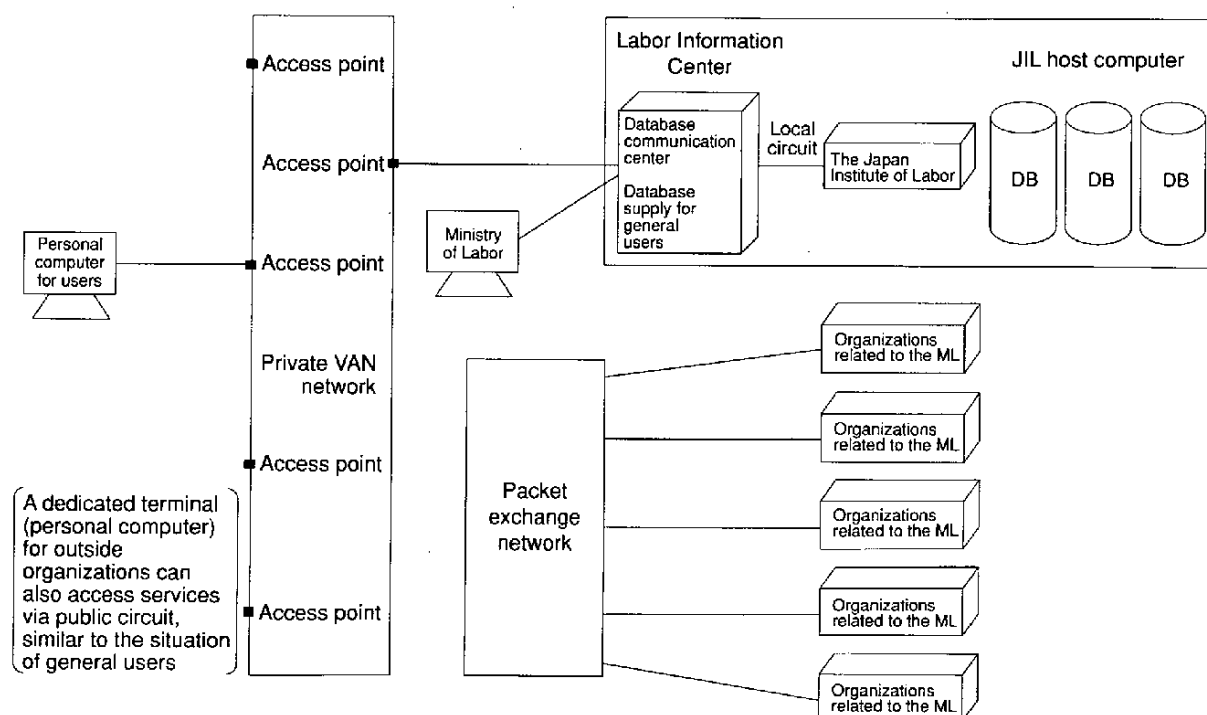 Access point
Access point
Access point
Private VAN
network
Access point
Access point
Personal
computer
for users
A dedicated terminal
(personal computer)
for outside
organizations can
also access services
via public circuit,
similar to the situation
of general users
Labor Information
Center
JIL host computer
Database
communication
center
Database
supply for
general
users
Local
circuit
The Japan
Institute of Labor
DB
DB
DB
Ministry
of Labor
Packet
exchange
network
Organizations
related to the ML
Organizations
related to the ML
Organizations
related to the ML
Organizations
related to the ML
Organizations
related to the ML